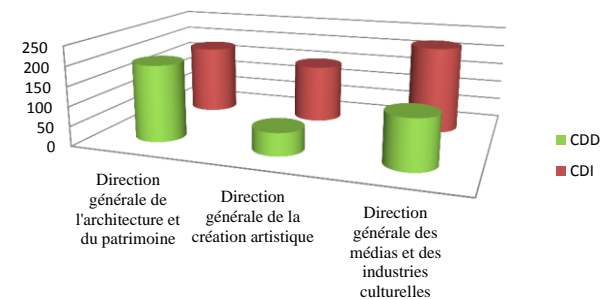 250
200
150
100
50
0
Direction
générale de
l'architecture et
du patrimoine
Direction
générale de la
création artistique
Direction
générale des
médias et des
industries
culturelles
CDD
CDI